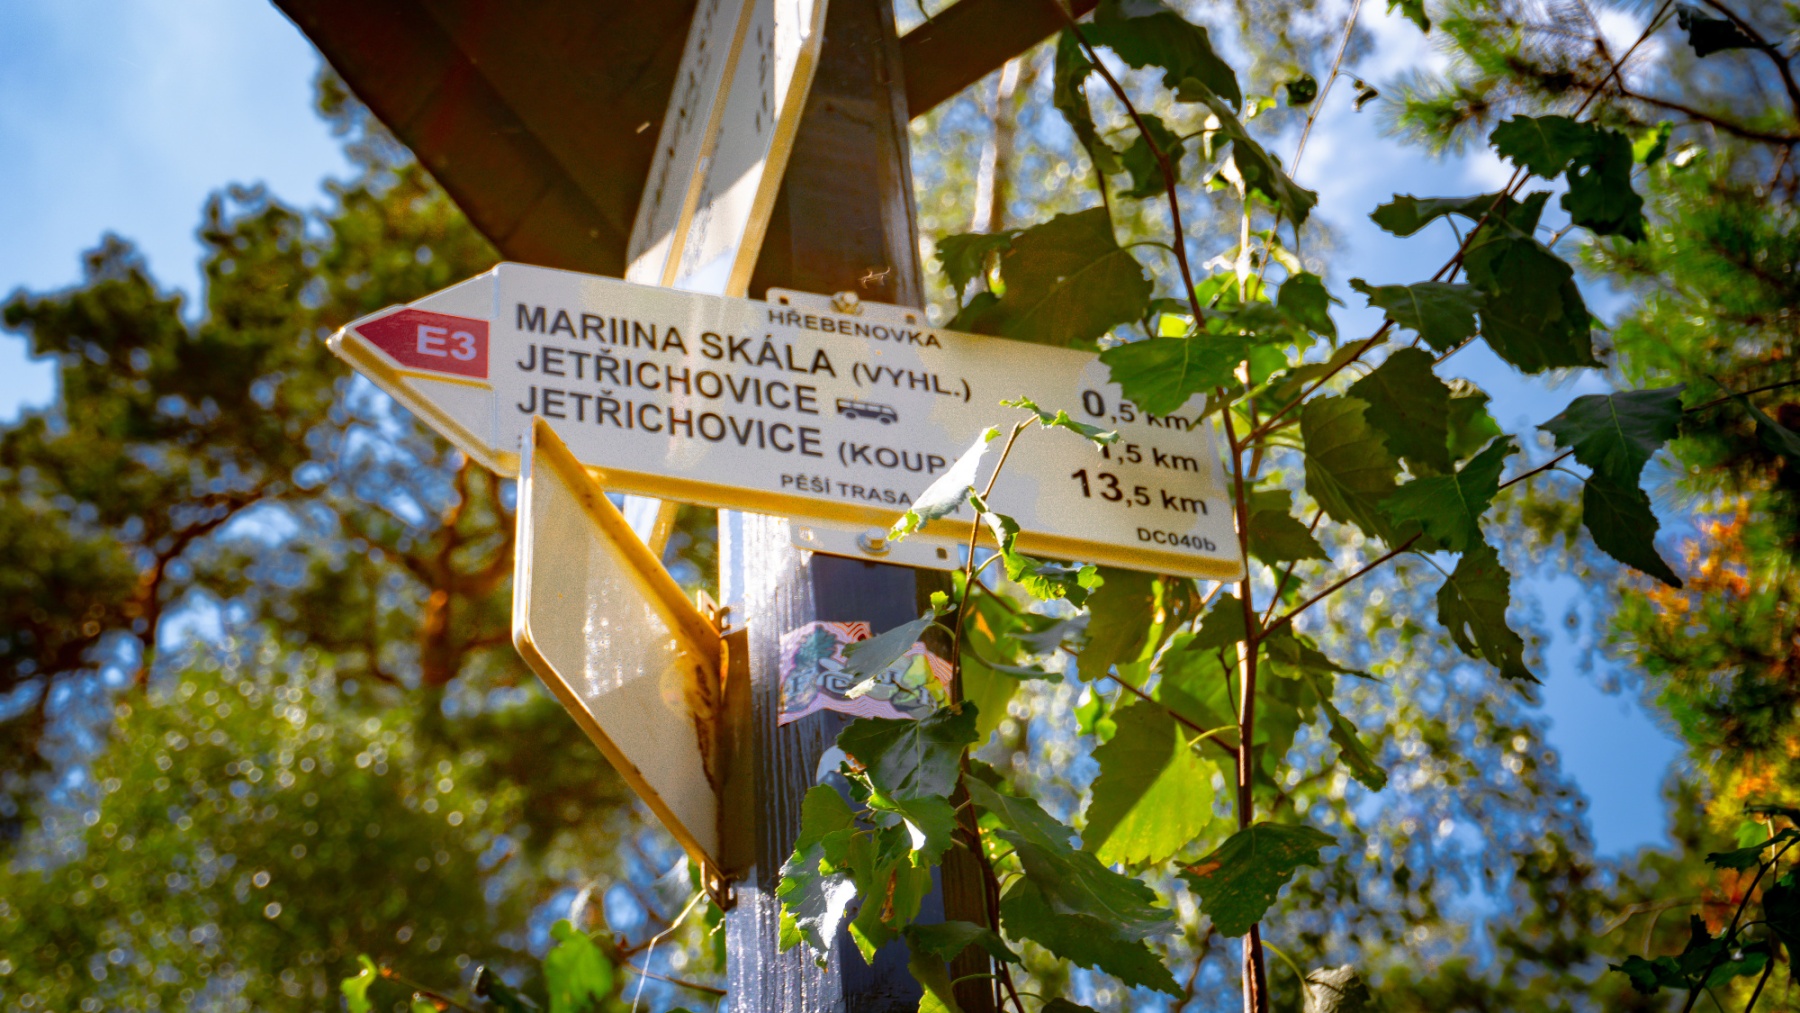 HŘEBENOVKA
E3
MARIINA SKÁLA (VYHL.) 0,5 km
JETŘICHOVICE 1,5 km
JETŘICHOVICE (KOUP. 13,5 km
PĚŠÍ TRASA
DC040b